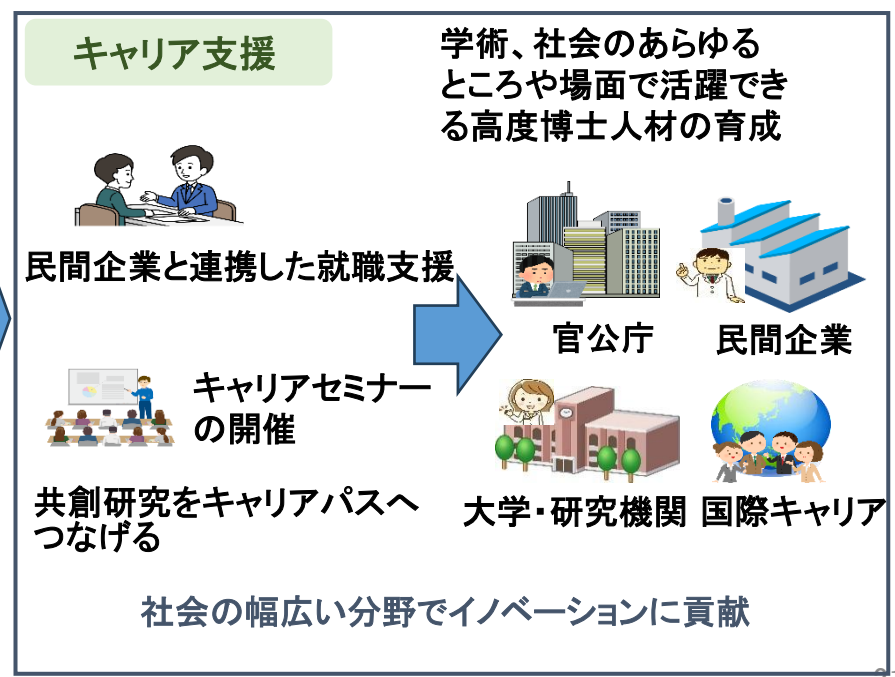 キャリア支援
民間企業と連携した就職支援
キャリアセミナー
の開催
共創研究をキャリアパスへ
つなげる
学術、社会のあらゆる
ところや場面で活躍でき
る高度博士人材の育成
官公庁
民間企業
大学・研究機関
国際キャリア
社会の幅広い分野でイノベーションに貢献